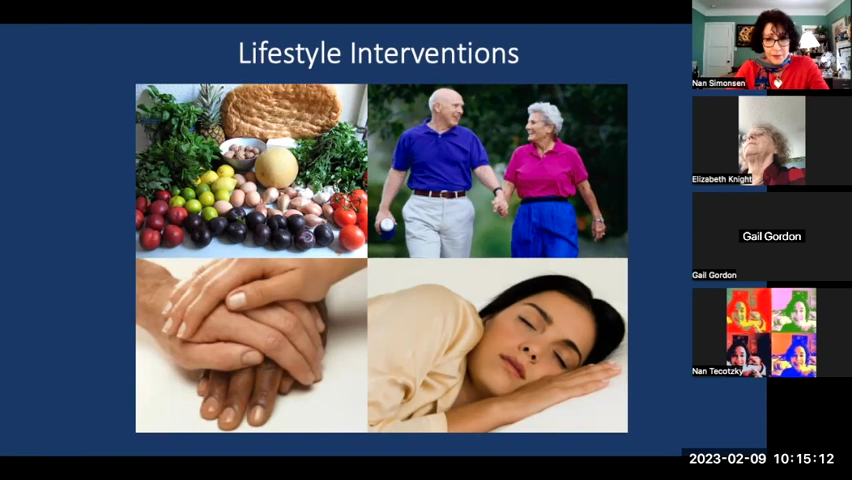 Lifestyle Interventions
Nan Simonsen
Elizabeth Knight
Gail Gordon
Gail Gordon
Nan Tecotzky
2023-02-09 10:15:12